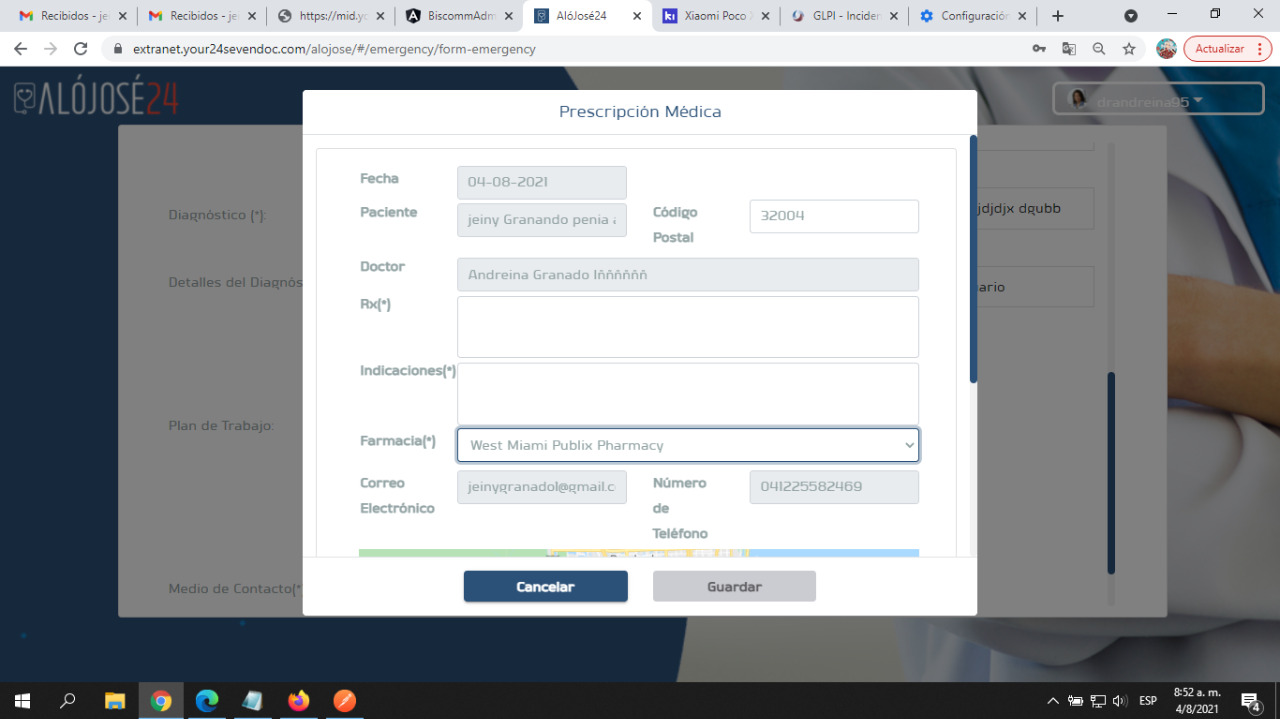 Recibidos - je
Recibidos - je
https://mid.yo
BiscommAdm
AlóJosé24
Xiaomi Poco
GLPI - Inciden
Configuración
extranet.your24sevendoc.com/alojose/#/emergency/form-emergency
Actualizar
ALÓJOSÉ24
drandreina95
Prescripción Médica
Fecha
04-08-2021
Paciente
jeiny Granando penia
Código
Postal
32004
Diagnóstico (*):
jdjdjx dgubb
Doctor
Andreina Granado Iññññññ
Detalles del Diagnós
ario
Rx(*)
Indicaciones(*)
Plan de Trabajo:
Farmacia(*)
West Miami Publix Pharmacy
Correo
Electrónico
jeinygranado1@gmail.c
Número
de
Teléfono
041225582469
Medio de Contacto(*
Cancelar
Guardar
ESP
8:52 a. m.
4/8/2021
4